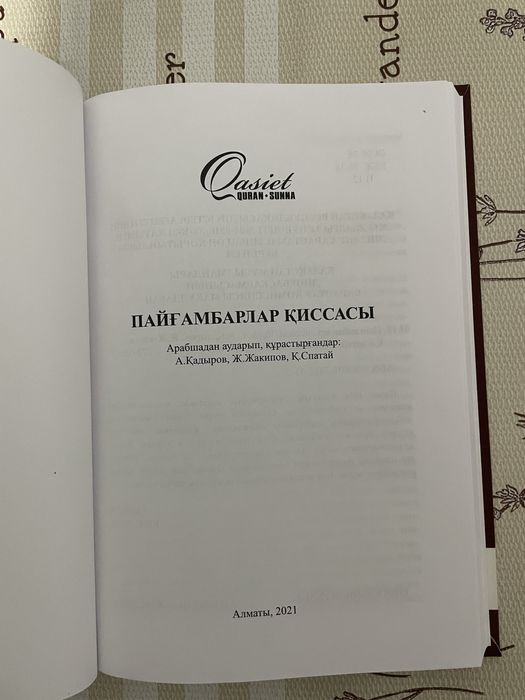 Qasiet
QURAN • SUNNA
ПАЙҒАМБАРЛАР ҚИССАСЫ
Арабшадан аударып, құрастырғандар:
А.Қадыров, Ж.Жакипов, Қ.Спатай
Алматы, 2021